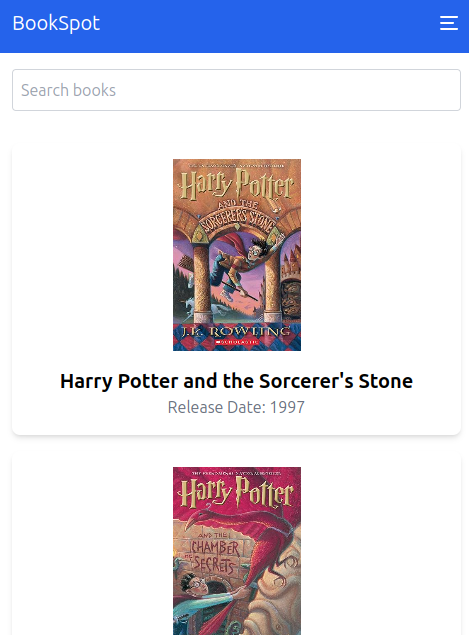 BookSpot
Search books
Harry Potter
AND THE
SORCERER'S STONE
J.K. ROWLING
SCHOLASTIC
Harry Potter and the Sorcerer's Stone
Release Date: 1997
Harry Potter
AND THE
CHAMBER
OF SECRETS